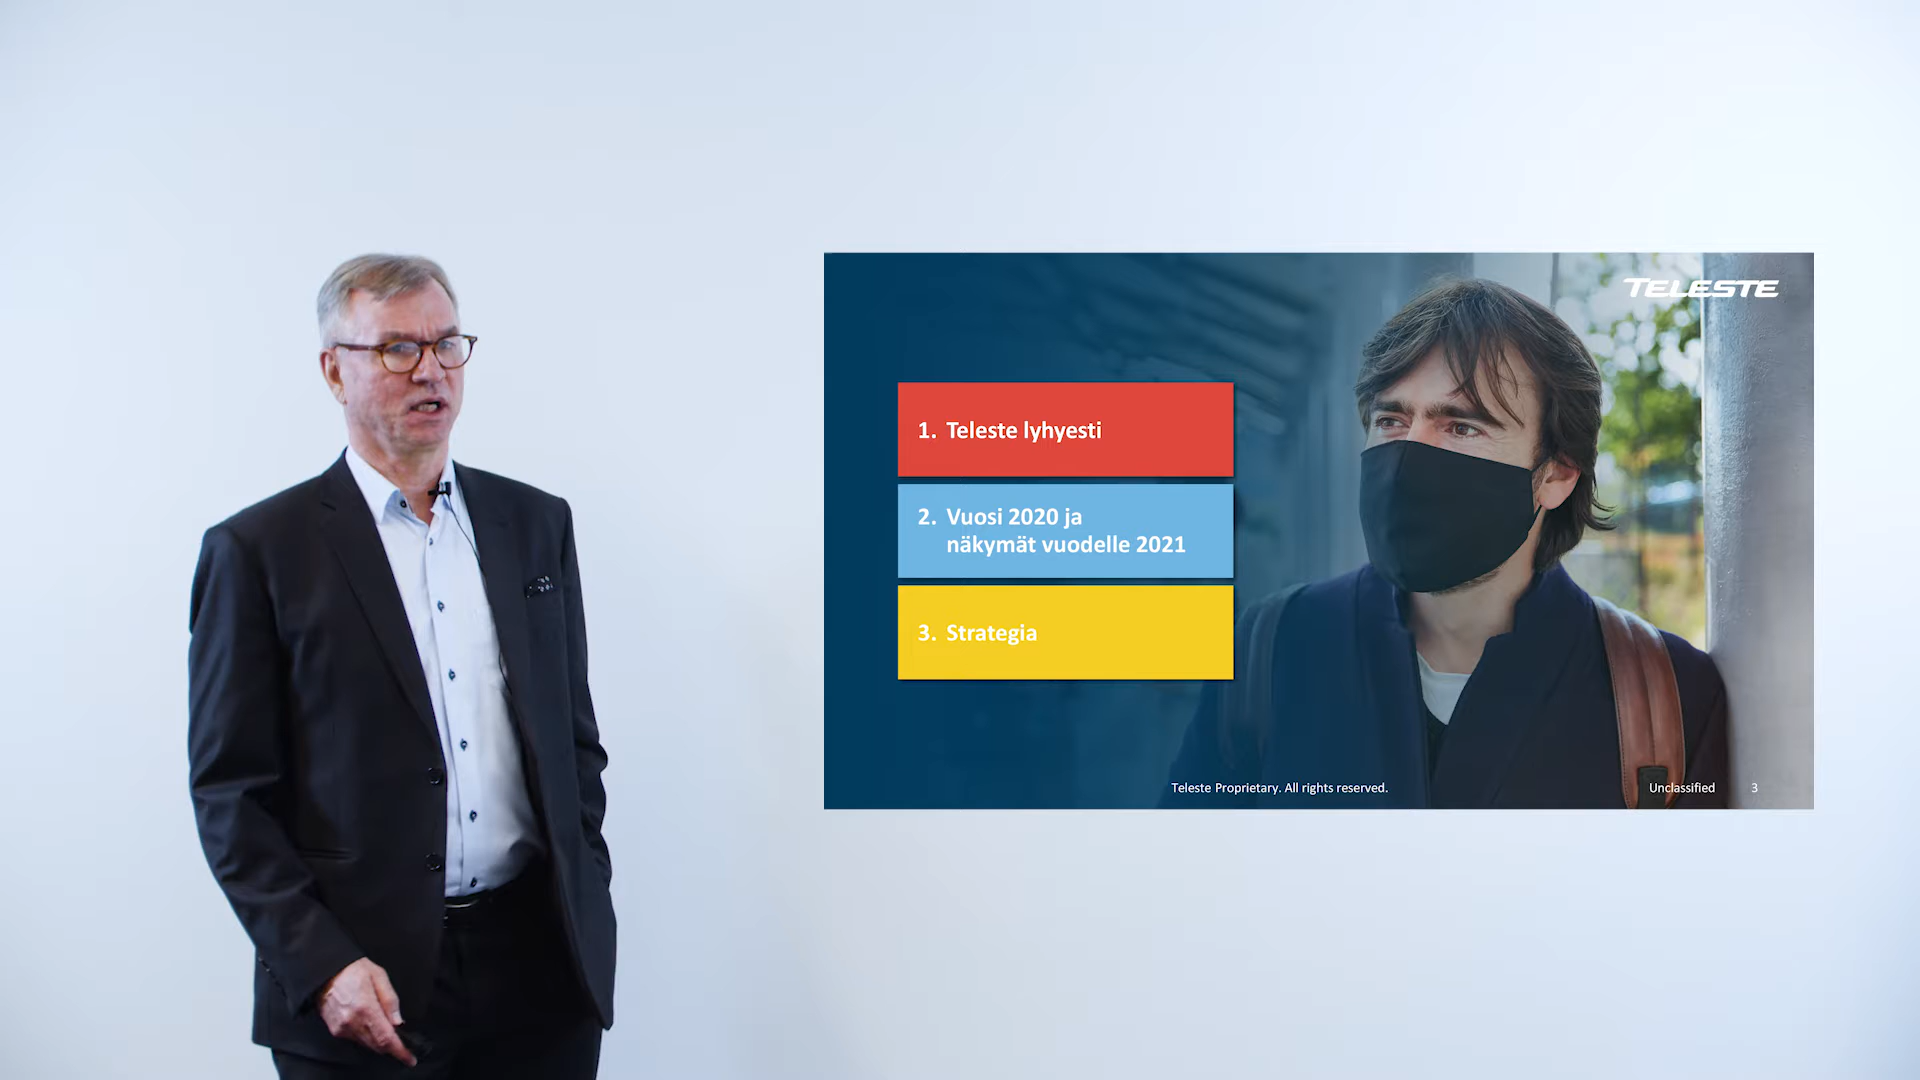 TELESTE
1. Teleste lyhyesti
2. Vuosi 2020 ja
näkymät vuodelle 2021
3. Strategia
Teleste Proprietary. All rights reserved.
Unclassified
3